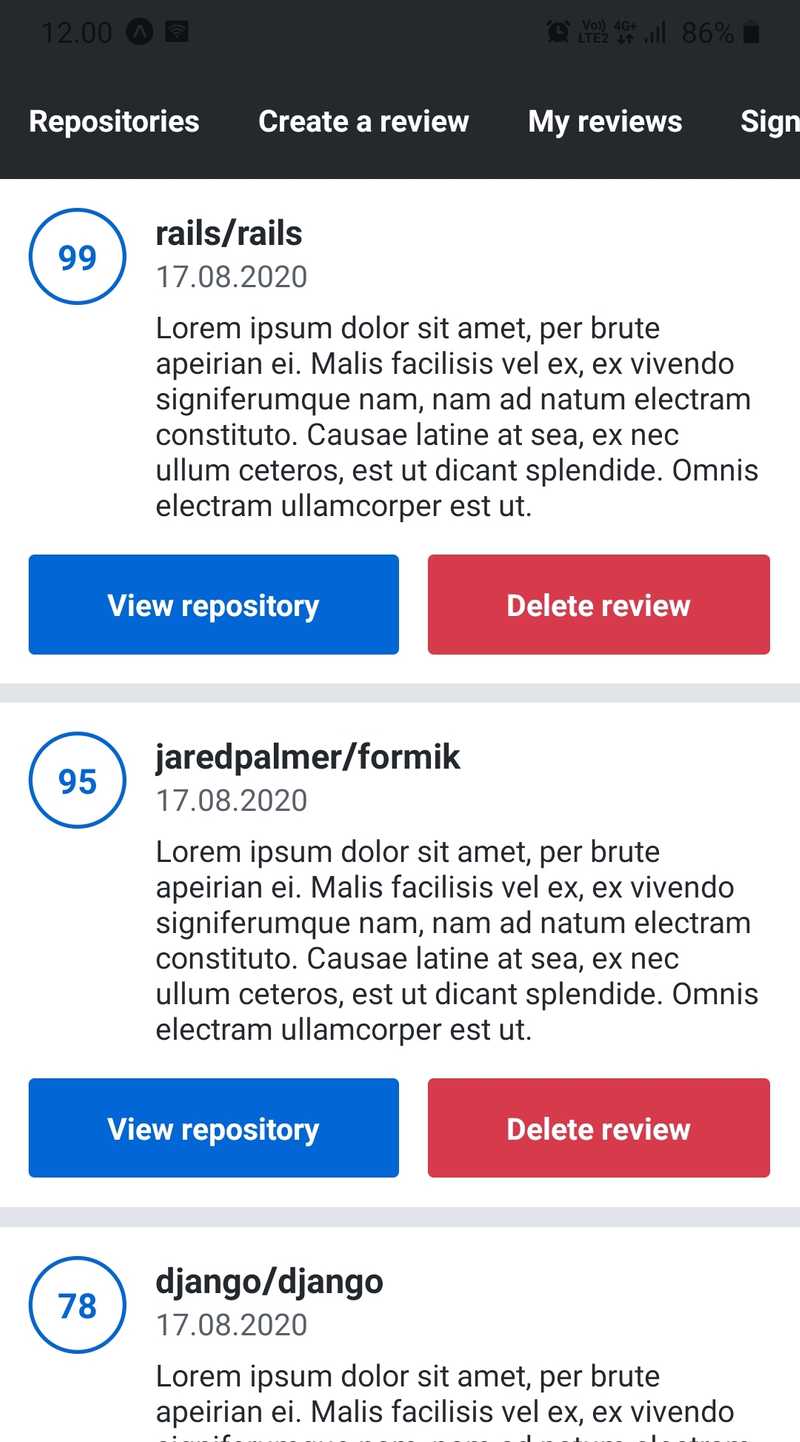 12.00 Vo)) LTE2 4G+ 86%
Repositories Create a review My reviews Sign
99
rails/rails
17.08.2020
Lorem ipsum dolor sit amet, per brute
apeirian ei. Malis facilisis vel ex, ex vivendo
signiferumque nam, nam ad natum electram
constituto. Causae latine at sea, ex nec
ullum ceteros, est ut dicant splendide. Omnis
electram ullamcorper est ut.
View repository Delete review
95
jaredpalmer/formik
17.08.2020
Lorem ipsum dolor sit amet, per brute
apeirian ei. Malis facilisis vel ex, ex vivendo
signiferumque nam, nam ad natum electram
constituto. Causae latine at sea, ex nec
ullum ceteros, est ut dicant splendide. Omnis
electram ullamcorper est ut.
View repository Delete review
78
django/django
17.08.2020
Lorem ipsum dolor sit amet, per brute
apeirian ei. Malis facilisis vel ex, ex vivendo